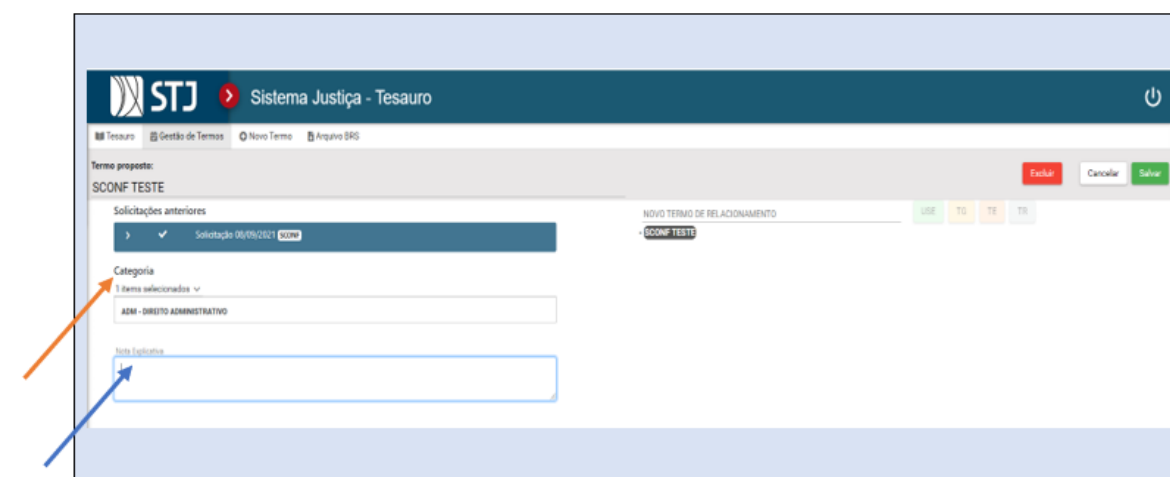 STJ Sistema Justiça - Tesauro
Tesauro Gestão de Termos Novo Termo Arquivo BRS
Termo proposto:
SCONF TESTE
Excluir Cancelar Salvar
Solicitações anteriores
Solicitação 08/09/2021 SCONF
Categoria
1 items selecionados
ADM - DIREITO ADMINISTRATIVO
Nota Explicativa
NOVO TERMO DE RELACIONAMENTO USE TG TE TR
- SCONF TESTE